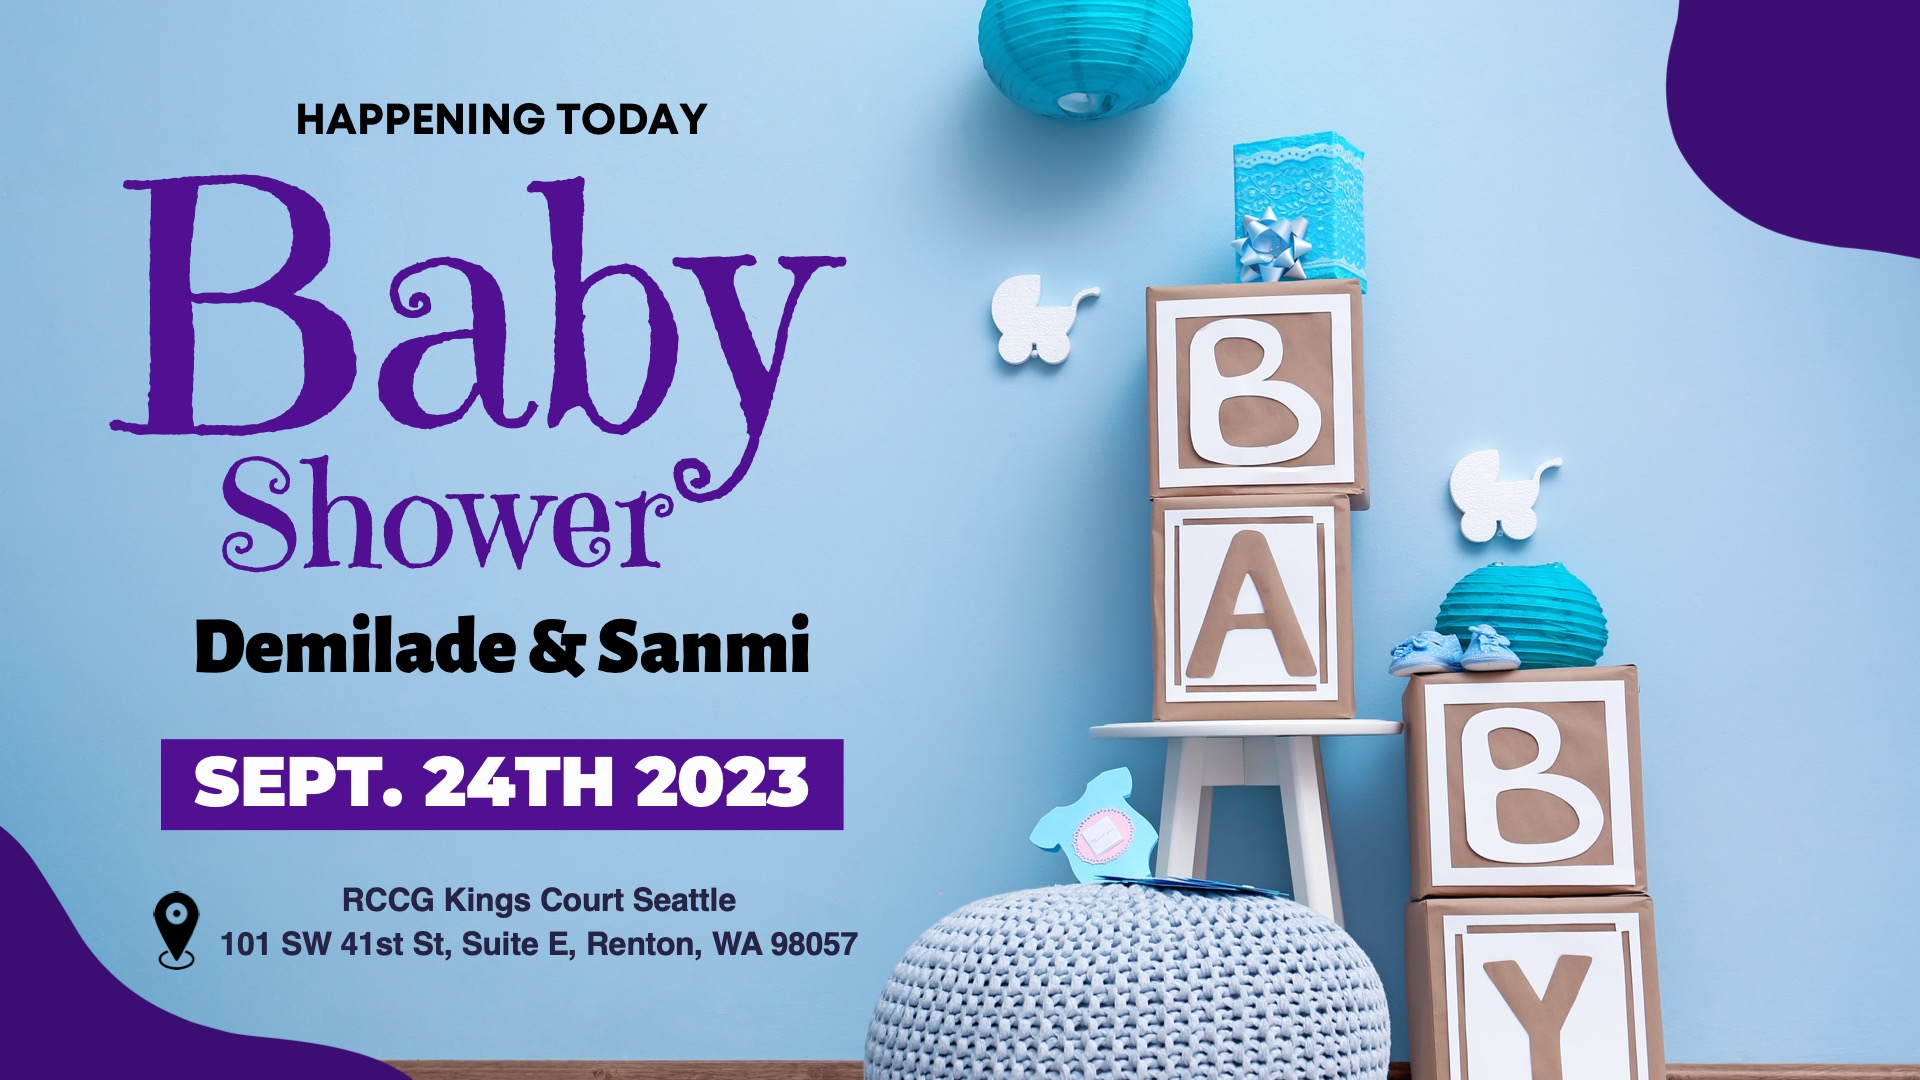 HAPPENING TODAY
Baby
Shower
Demilade & Sanmi
SEPT. 24TH 2023
RCCG Kings Court Seattle
101 SW 41st St, Suite E, Renton, WA 98057
B
A
B
Y